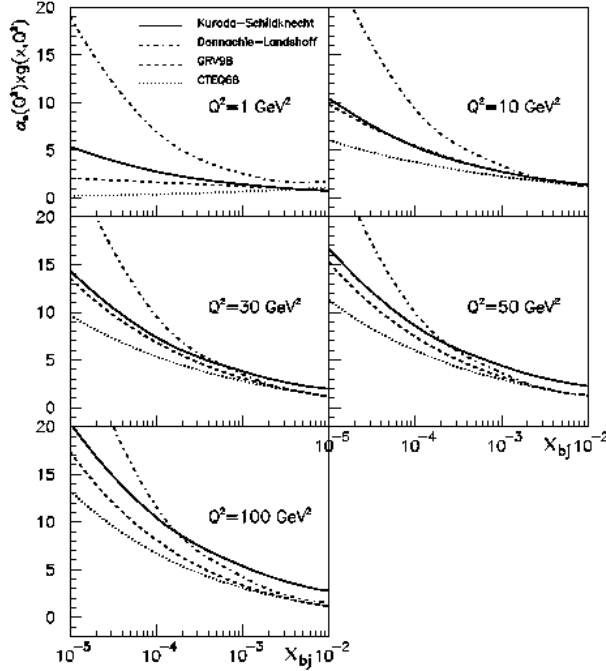 α_s(Q²)xg(x,Q²)
20
15
10
5
0
Kuroda–Schildknecht
Donnachie–Landshoff
GRV98
CTEQ6B
Q²=1 GeV²
Q²=10 GeV²
20
15
10
5
0
Q²=30 GeV²
Q²=50 GeV²
10⁻⁵ 10⁻⁴ 10⁻³ X_bj 10⁻²
20
15
10
5
0
Q²=100 GeV²
10⁻⁵ 10⁻⁴ 10⁻³ X_bj 10⁻²